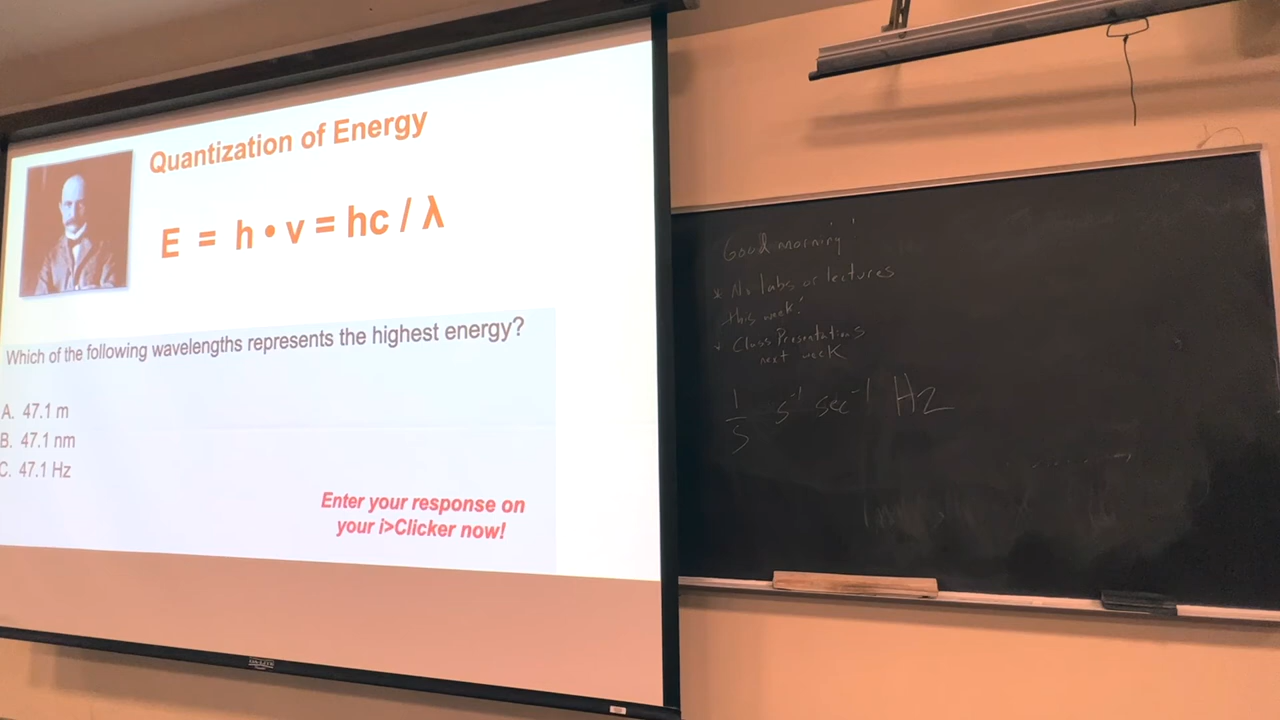 Quantization of Energy
E = h • v = hc / λ
Which of the following wavelengths represents the highest energy?
A. 47.1 m
B. 47.1 nm
C. 47.1 Hz
Enter your response on
your i>Clicker now!
Good morning!
* No labs or lectures
this week!
* Class Presentations
next week
1/s s⁻¹ sec⁻¹ Hz